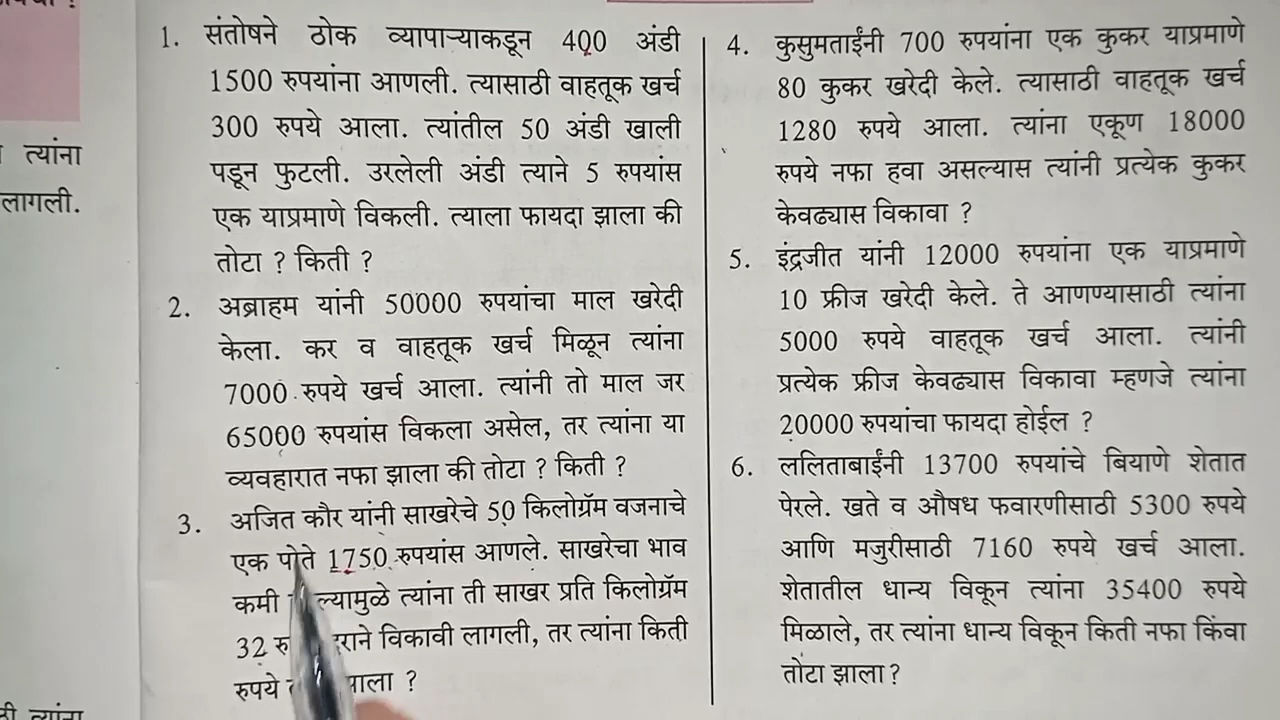 त्यांना
लागली.
1. संतोषने ठोक व्यापाऱ्याकडून 400 अंडी
1500 रुपयांना आणली. त्यासाठी वाहतूक खर्च
300 रुपये आला. त्यांतील 50 अंडी खाली
पडून फुटली. उरलेली अंडी त्याने 5 रुपयांस
एक याप्रमाणे विकली. त्याला फायदा झाला की
तोटा ? किती ?
2. अब्राहम यांनी 50000 रुपयांचा माल खरेदी
केला. कर व वाहतूक खर्च मिळून त्यांना
7000 रुपये खर्च आला. त्यांनी तो माल जर
65000 रुपयांस विकला असेल, तर त्यांना या
व्यवहारात नफा झाला की तोटा ? किती ?
3. अजित कौर यांनी साखरेचे 50 किलोग्रॅम वजनाचे
एक पोते 1750 रुपयांस आणले. साखरेचा भाव
कमी त्यांना ती साखर प्रति किलोग्रॅम
32 विकावी लागली, तर त्यांना किती
रुपये ?
4. कुसुमताईंनी 700 रुपयांना एक कुकर याप्रमाणे
80 कुकर खरेदी केले. त्यासाठी वाहतूक खर्च
1280 रुपये आला. त्यांना एकूण 18000
रुपये नफा हवा असल्यास त्यांनी प्रत्येक कुकर
केवढ्यास विकावा ?
5. इंद्रजीत यांनी 12000 रुपयांना एक याप्रमाणे
10 फ्रीज खरेदी केले. ते आणण्यासाठी त्यांना
5000 रुपये वाहतूक खर्च आला. त्यांनी
प्रत्येक फ्रीज केवढ्यास विकावा म्हणजे त्यांना
20000 रुपयांचा फायदा होईल ?
6. ललिताबाईंनी 13700 रुपयांचे बियाणे शेतात
पेरले. खते व औषध फवारणीसाठी 5300 रुपये
आणि मजुरीसाठी 7160 रुपये खर्च आला.
शेतातील धान्य विकून त्यांना 35400 रुपये
मिळाले, तर त्यांना धान्य विकून किती नफा किंवा
तोटा झाला ?